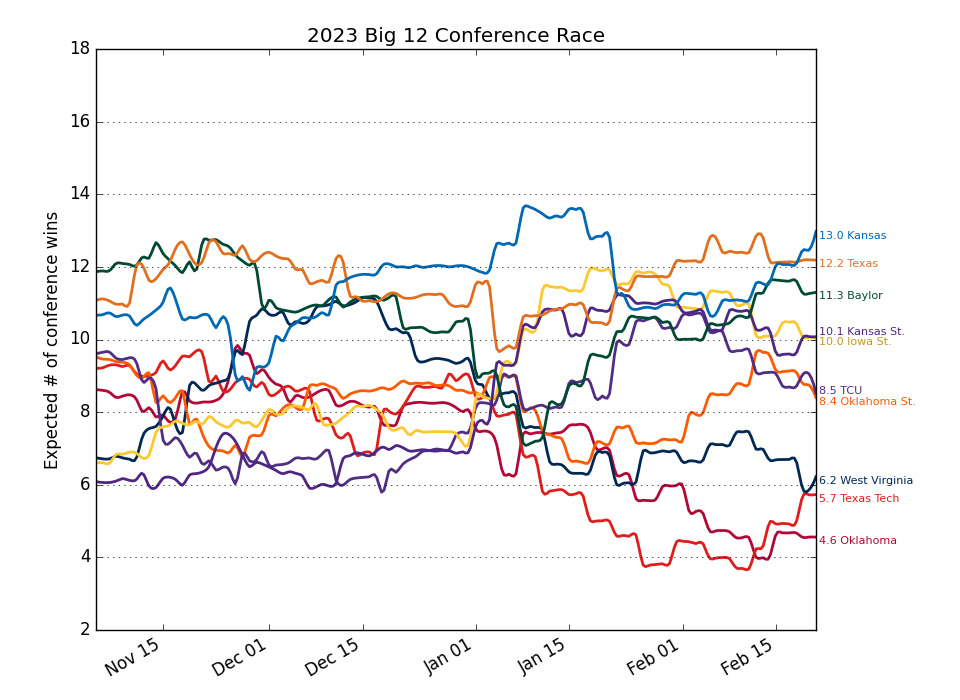 2023 Big 12 Conference Race
Expected # of conference wins
18
16
14
12
10
8
6
4
2
13.0 Kansas
12.2 Texas
11.3 Baylor
10.1 Kansas St.
10.0 Iowa St.
8.5 TCU
8.4 Oklahoma St.
6.2 West Virginia
5.7 Texas Tech
4.6 Oklahoma
Nov 15
Dec 01
Dec 15
Jan 01
Jan 15
Feb 01
Feb 15